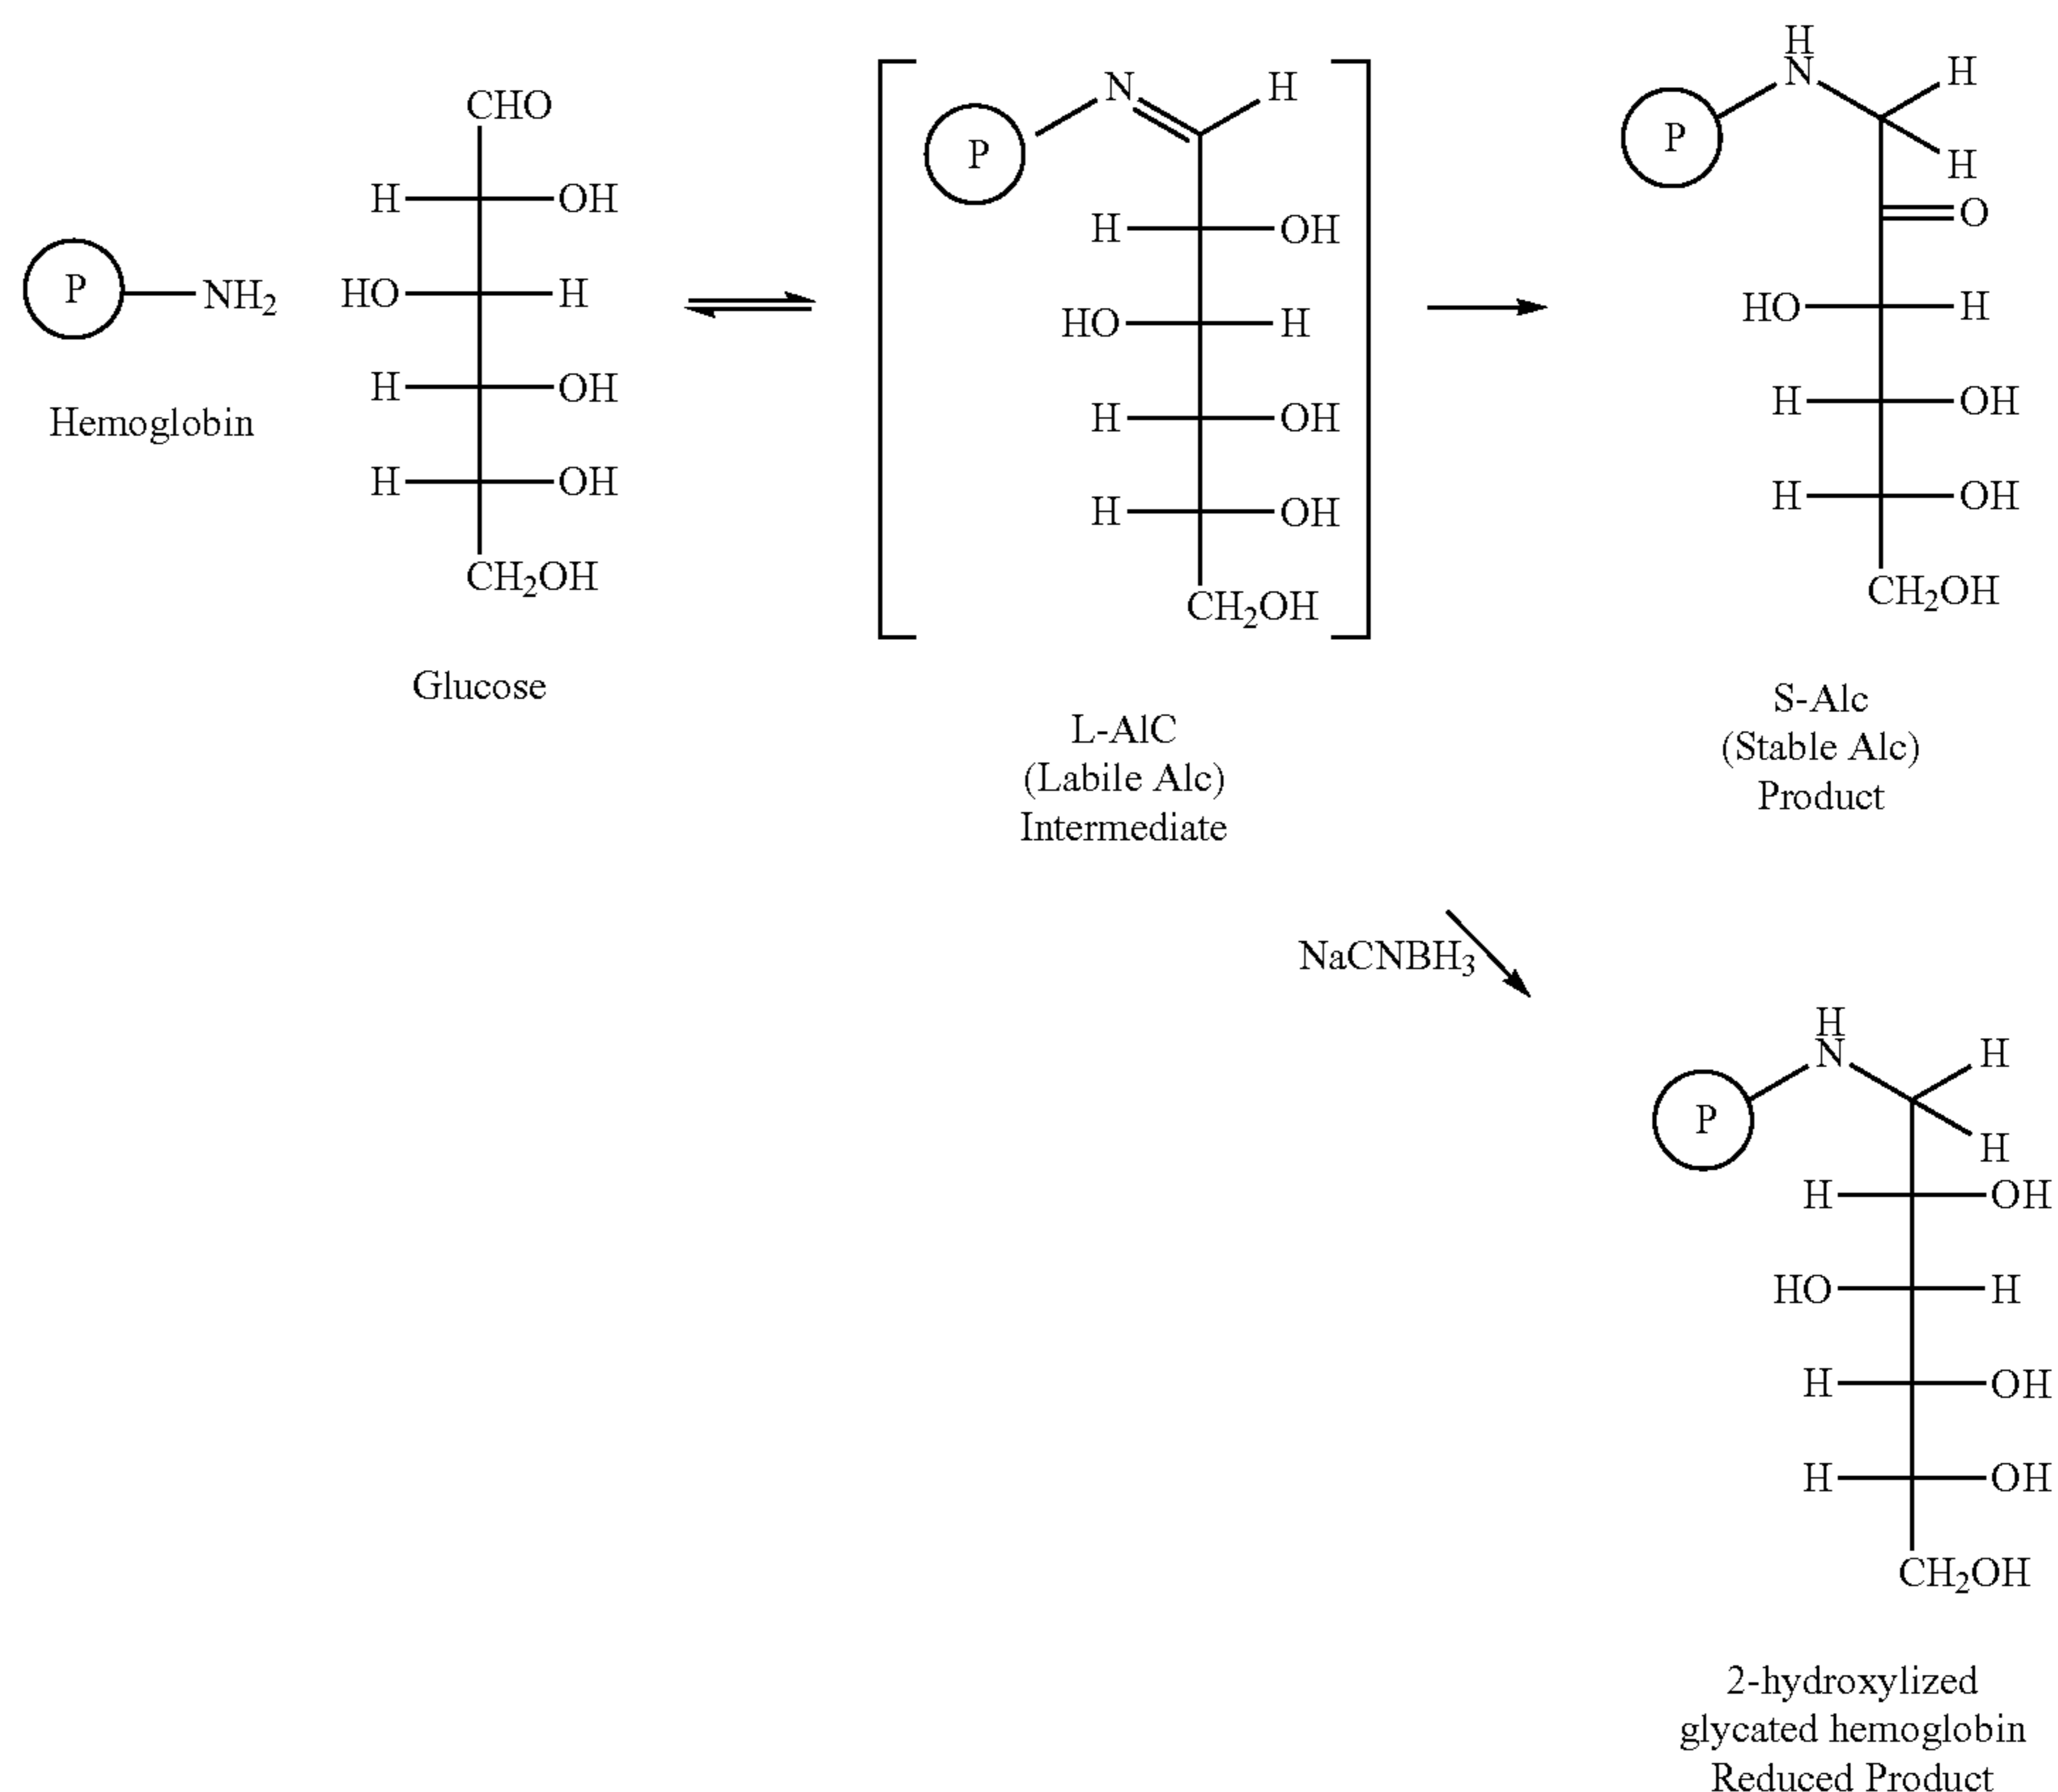 P
NH2
Hemoglobin
CHO
H OH
HO H
H OH
H OH
CH2OH
Glucose
P N H
H OH
HO H
H OH
H OH
CH2OH
L-AlC
(Labile Alc)
Intermediate
H
P N H
H
O
HO H
H OH
H OH
CH2OH
S-Alc
(Stable Alc)
Product
NaCNBH3
H
P N H
H
H OH
HO H
H OH
H OH
CH2OH
2-hydroxylized
glycated hemoglobin
Reduced Product